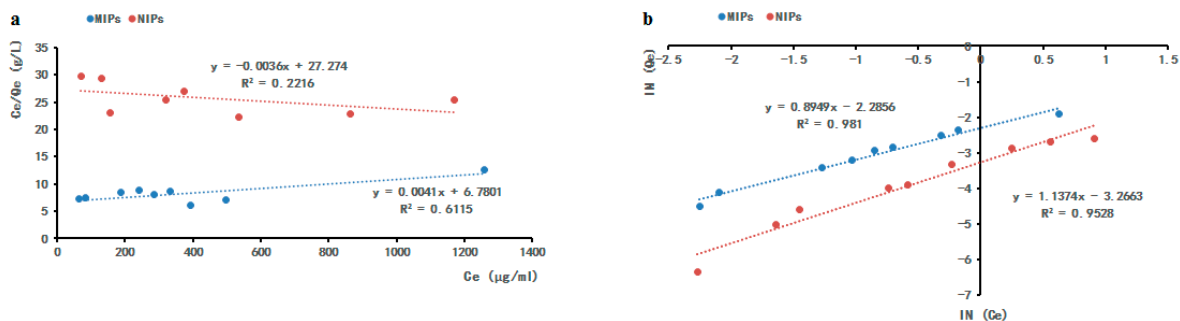 a
MIPs NIPs
Ce/Qe (g/L)
35
30
25
20
15
10
5
0
y = -0.0036x + 27.274
R² = 0.2216
y = 0.0041x + 6.7801
R² = 0.6115
0 200 400 600 800 1000 1200 1400
Ce (μg/ml)
b
MIPs NIPs
IN (Qe)
-2.5 -2 -1.5 -1 -0.5 0 0.5 1 1.5
0
-1
-2
-3
-4
-5
-6
-7
y = 0.8949x - 2.2856
R² = 0.981
y = 1.1374x - 3.2663
R² = 0.9528
IN (Ce)